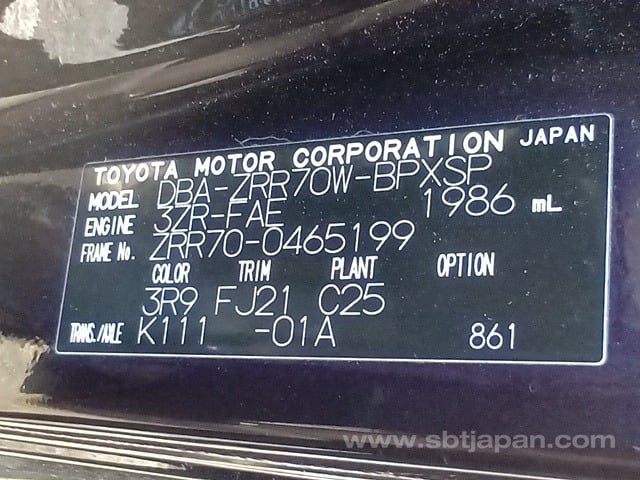 TOYOTA MOTOR CORPORATION JAPAN
MODEL DBA-ZRR70W-BPXSP
ENGINE 3ZR-FAE 1986 mL
FRAME No. ZRR70-0465199
COLOR TRIM PLANT OPTION
3R9 FJ21 C25
TRANS./AXLE K111 -01A 861
www.sbtjapan.com